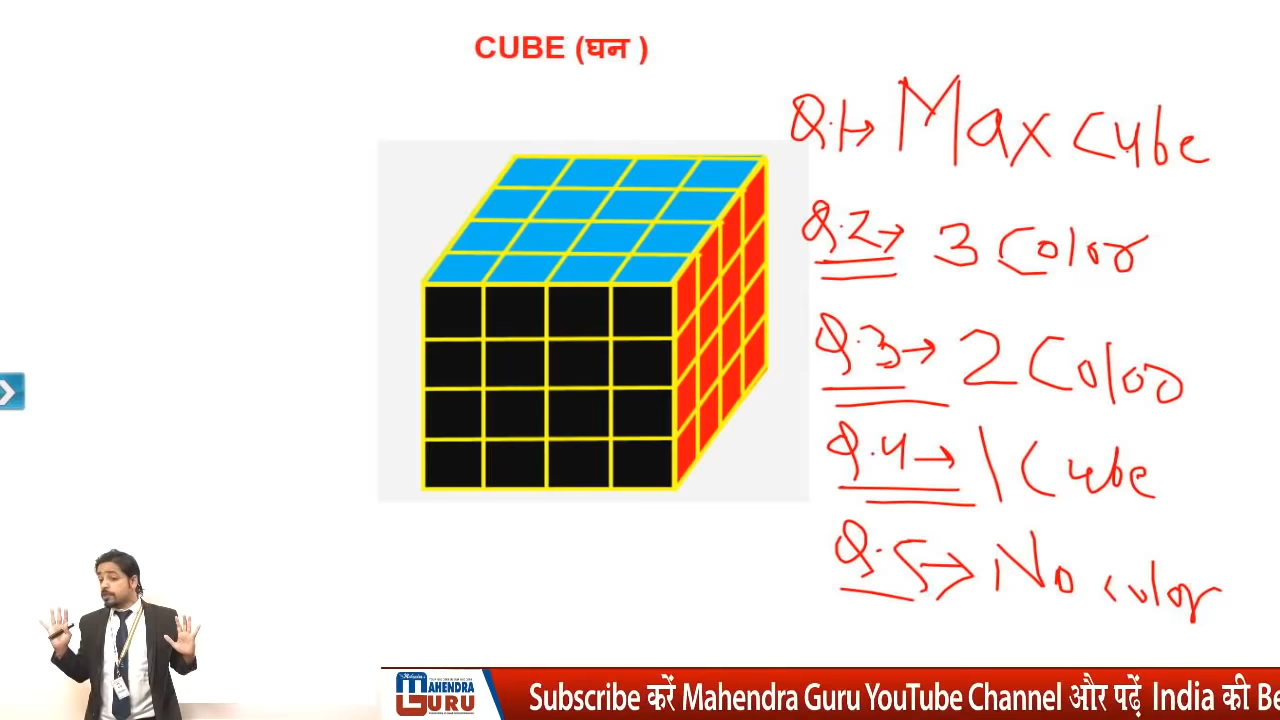 CUBE (घन )
Q.1→ Max Cube
Q.2→ 3 Color
Q.3→ 2 Color
Q.4→ 1 Cube
Q.5→ No color
MAHENDRA
GURU
Subscribe करें Mahendra Guru YouTube Channel और पढ़ें India की Be